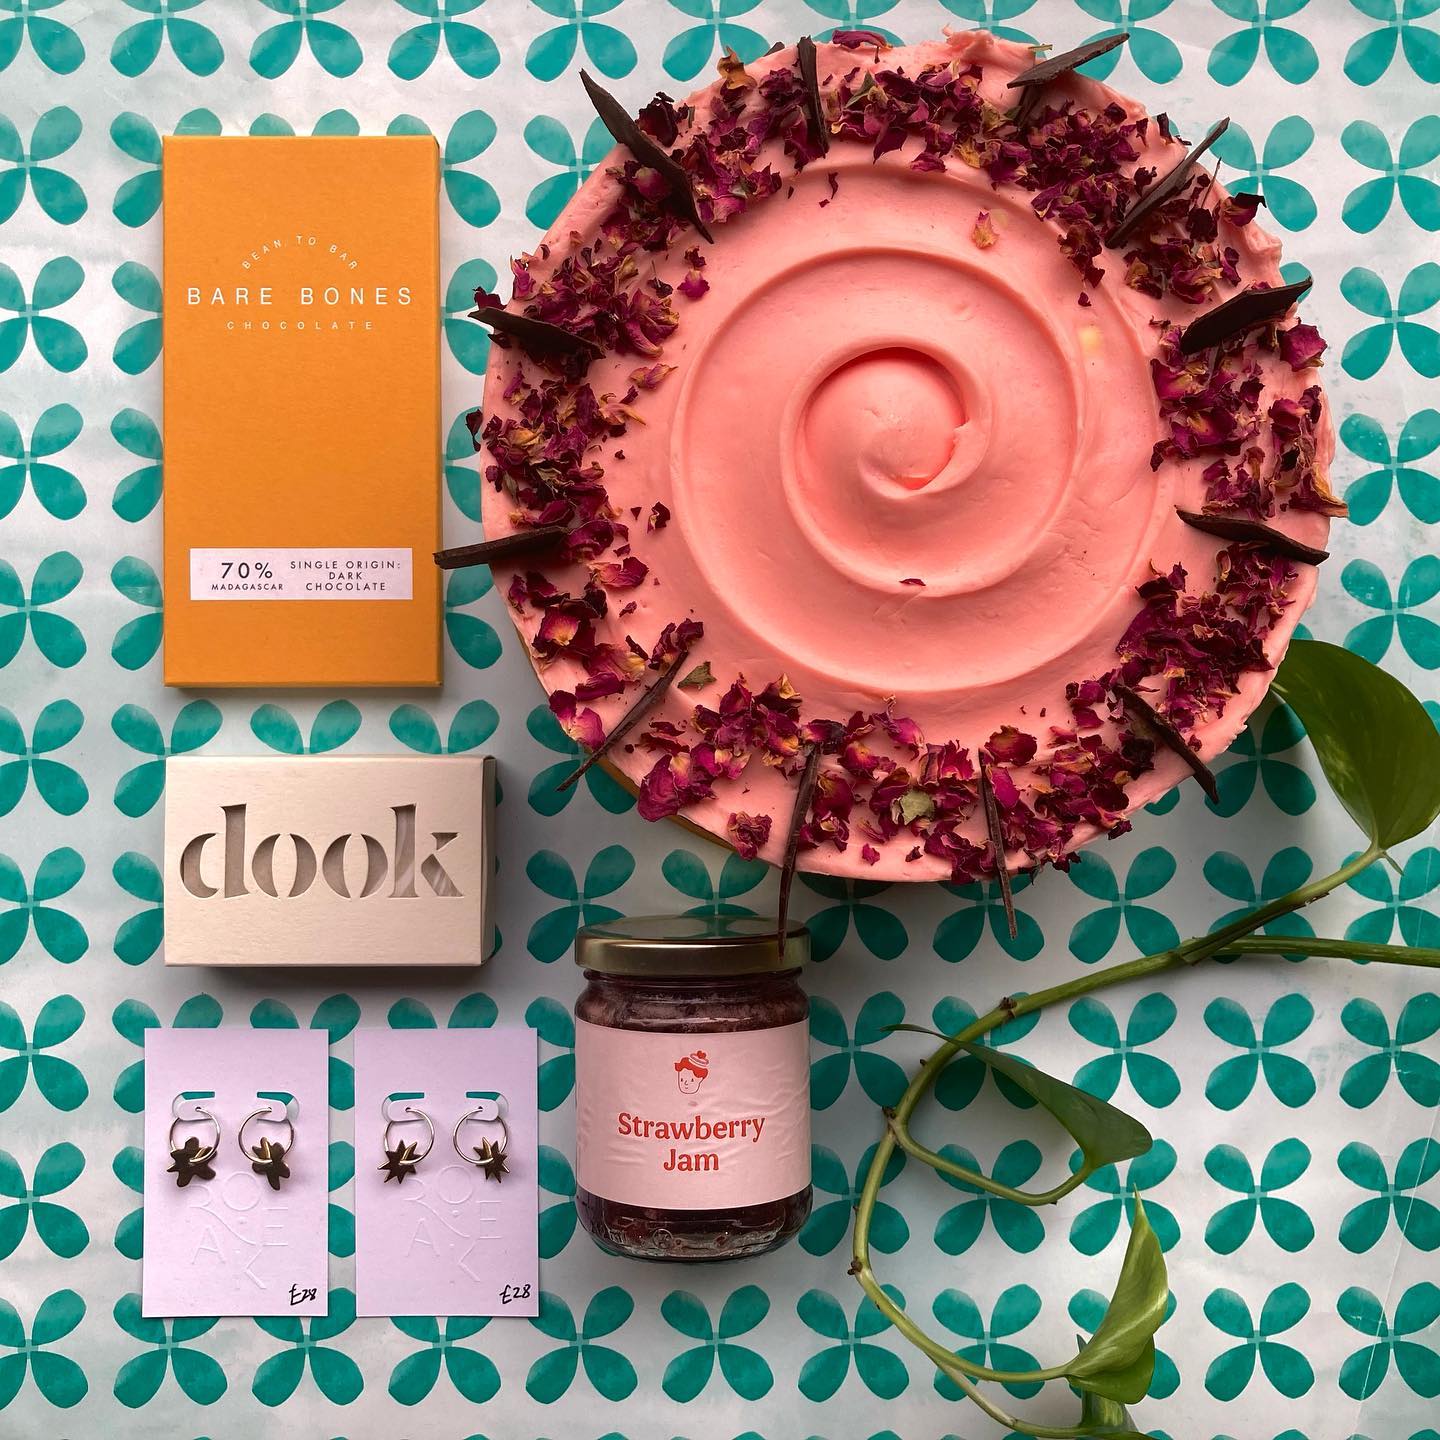 BEAN TO BAR
BARE BONES
CHOCOLATE
70%
MADAGASCAR
SINGLE ORIGIN:
DARK
CHOCOLATE
dook
Strawberry
Jam
£28
£28